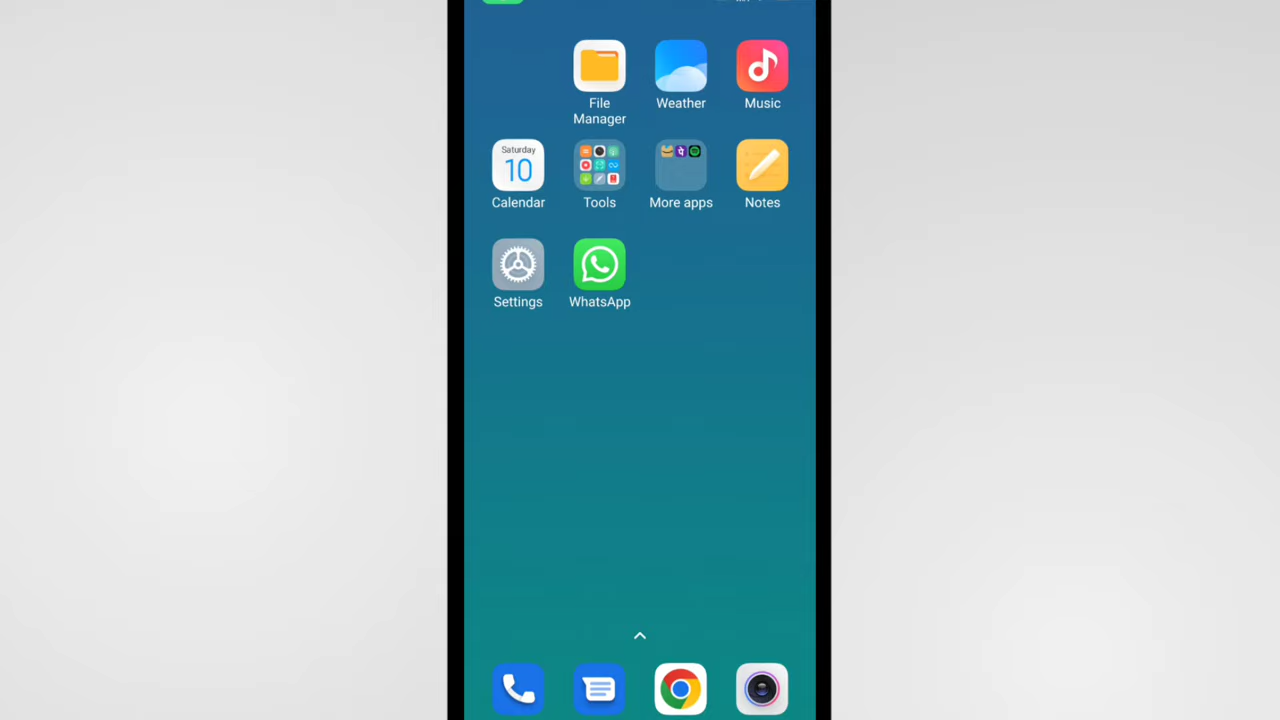 File
Manager
Weather
Music
Saturday
10
Calendar
Tools
More apps
Notes
Settings
WhatsApp